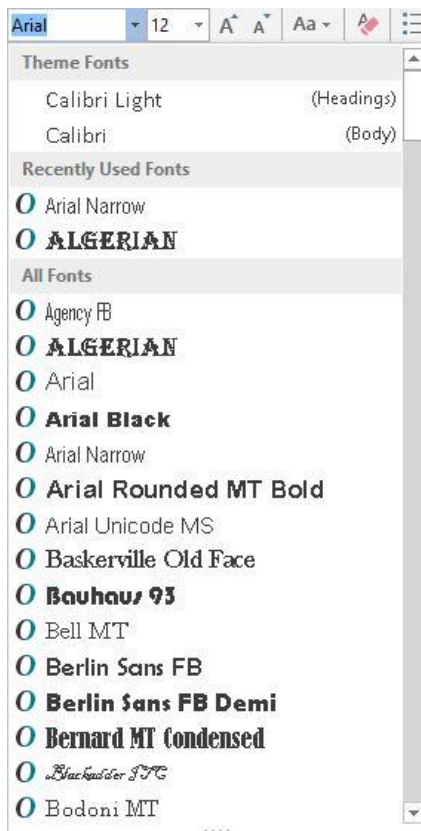 Arial 12 A A Aa
Theme Fonts
Calibri Light (Headings)
Calibri (Body)
Recently Used Fonts
O Arial Narrow
O ALGERIAN
All Fonts
O Agency FB
O ALGERIAN
O Arial
O Arial Black
O Arial Narrow
O Arial Rounded MT Bold
O Arial Unicode MS
O Baskerville Old Face
O Bauhaus 93
O Bell MT
O Berlin Sans FB
O Berlin Sans FB Demi
O Bernard MT Condensed
O Blackadder ITC
O Bodoni MT